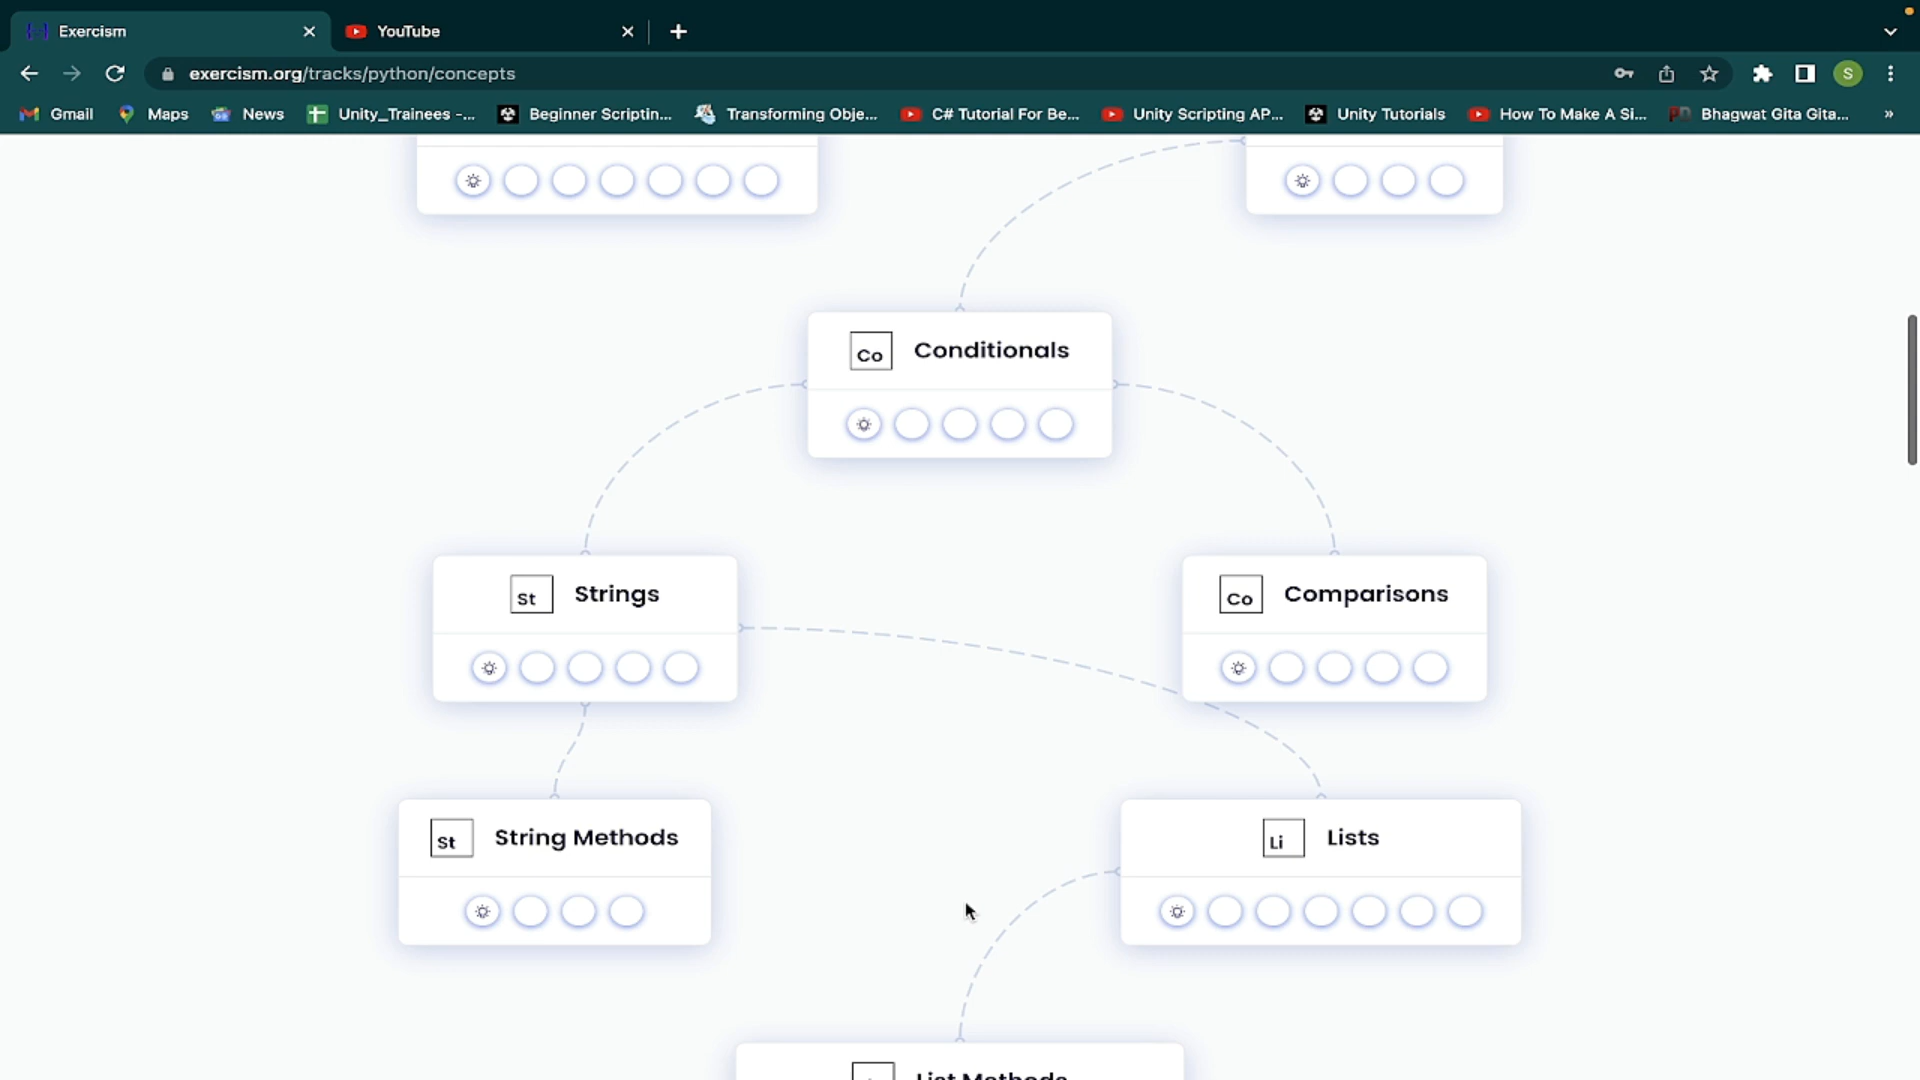 Exercism
YouTube
exercism.org/tracks/python/concepts
S
Gmail
Maps
News
Unity_Trainees -...
Beginner Scriptin...
Transforming Obje...
C# Tutorial For Be...
Unity Scripting AP...
Unity Tutorials
How To Make A Si...
Bhagwat Gita Gita...
»
Co Conditionals
St Strings
Co Comparisons
St String Methods
Li Lists
List Methods